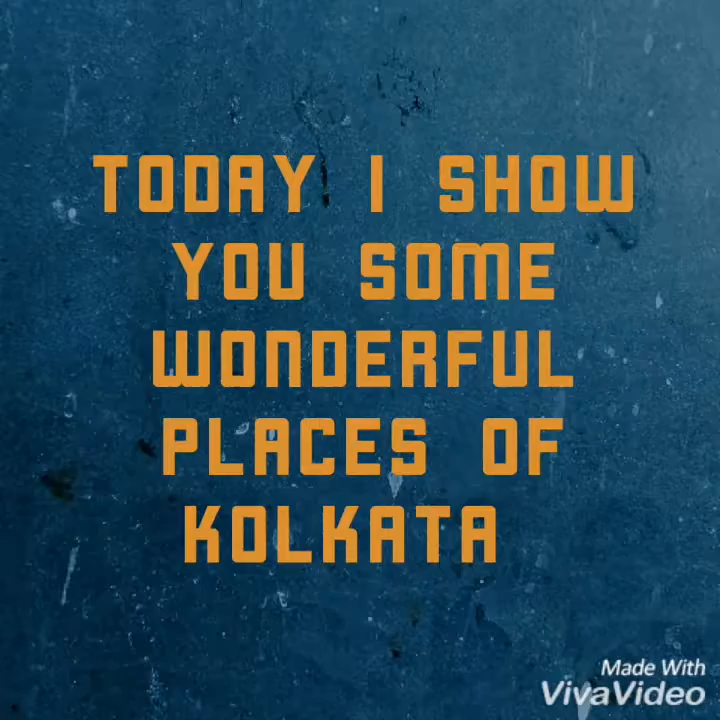 TODAY I SHOW
YOU SOME
WONDERFUL
PLACES OF
KOLKATA
Made With
VivaVideo